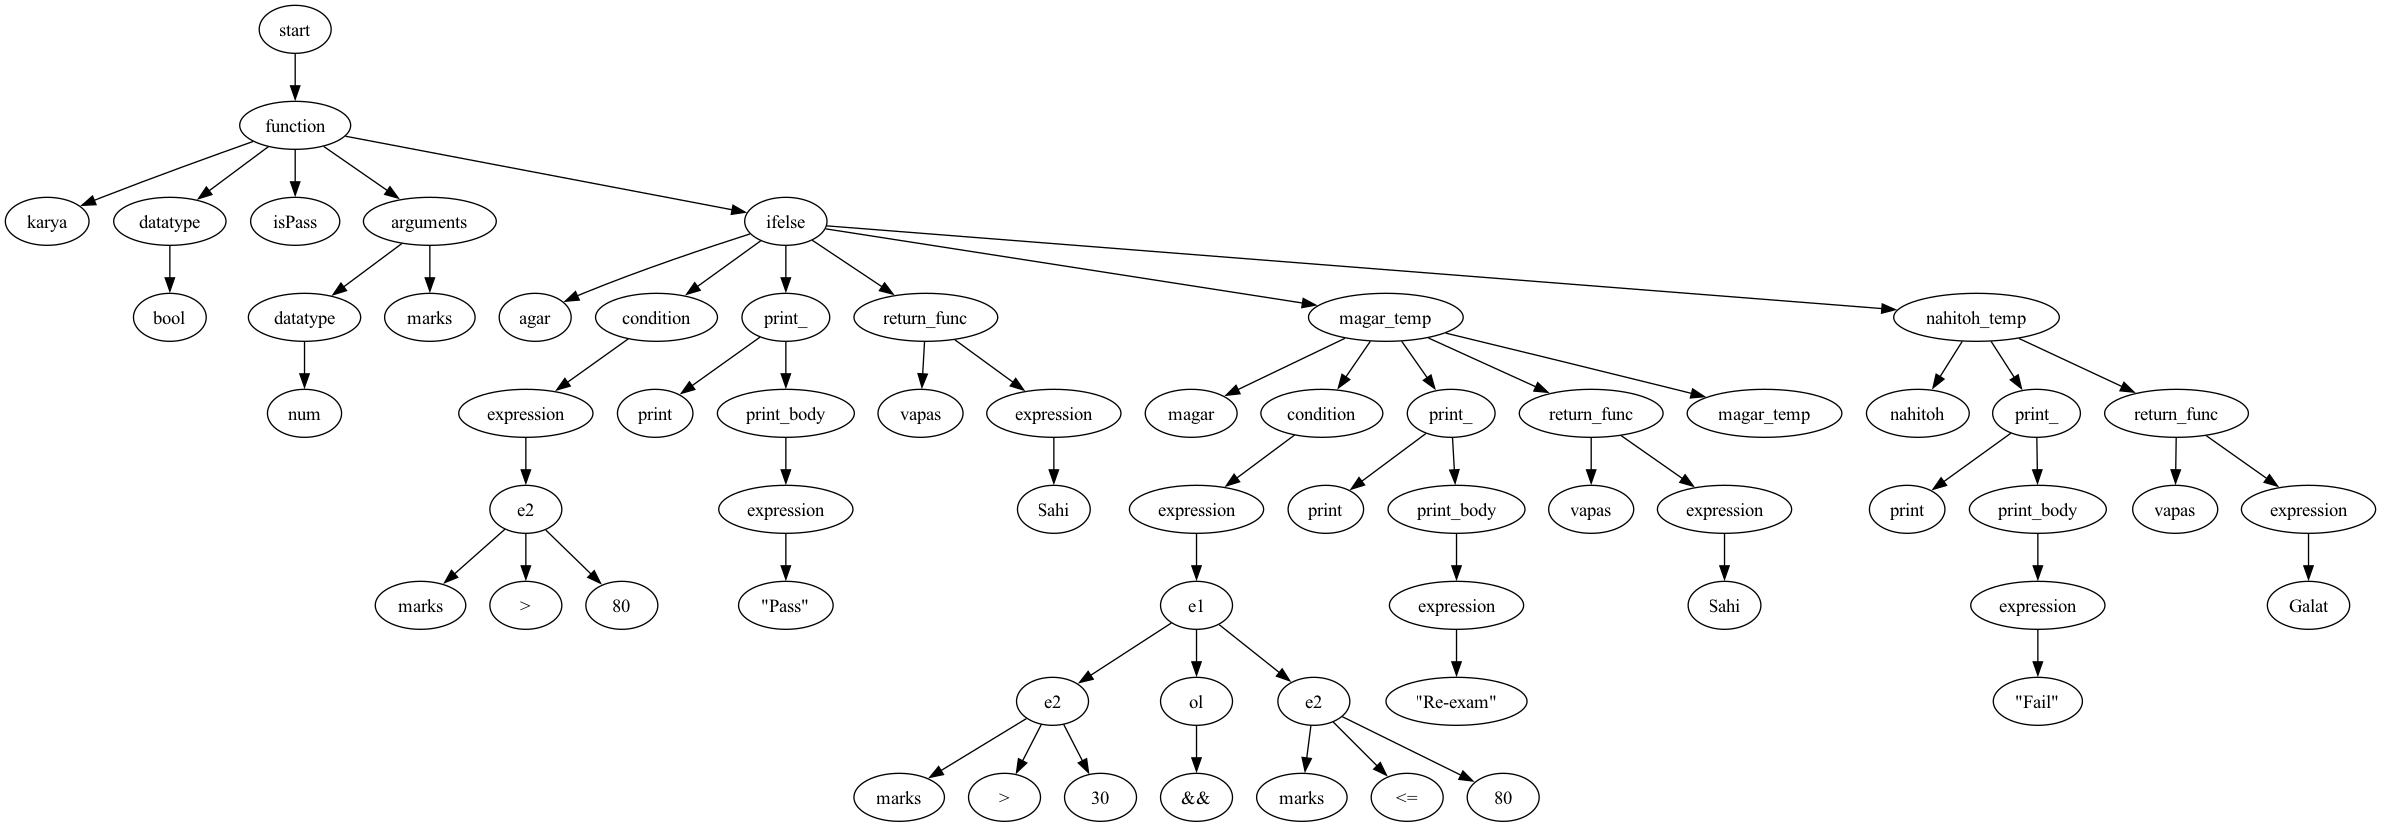 start
function
karya
datatype
isPass
arguments
ifelse
bool
datatype
marks
agar
condition
print_
return_func
magar_temp
nahitoh_temp
num
expression
print
print_body
vapas
expression
magar
condition
print_
return_func
magar_temp
nahitoh
print_
return_func
e2
expression
Sahi
expression
print
print_body
vapas
expression
print
print_body
vapas
expression
marks
>
80
"Pass"
e1
expression
Sahi
expression
Galat
e2
ol
e2
"Re-exam"
"Fail"
marks
>
30
&&
marks
<=
80